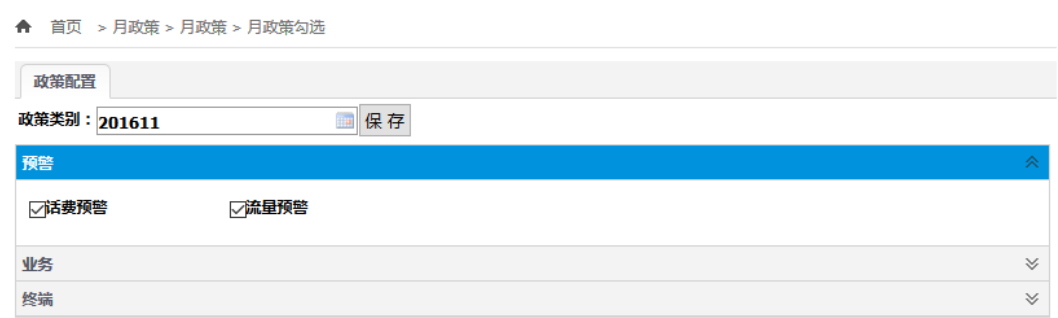 首页 > 月政策 > 月政策 > 月政策勾选
政策配置
政策类别：201611 保 存
预警
话费预警 流量预警
业务
终端